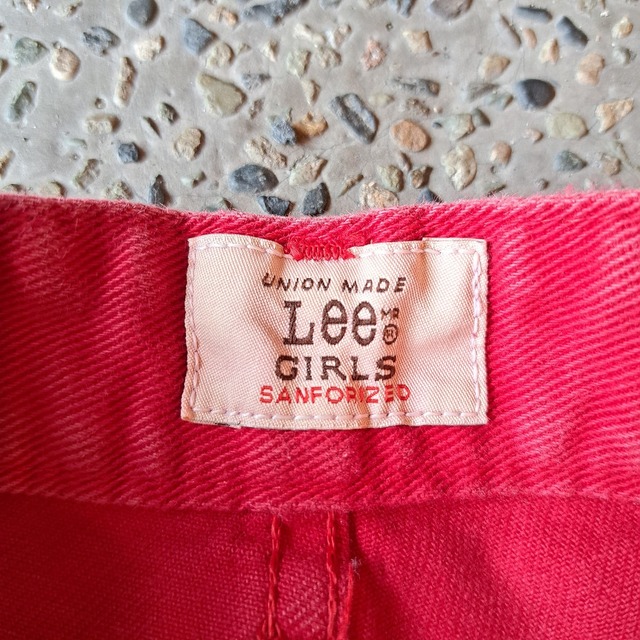 UNION MADE
Lee MR ®
GIRLS
SANFORIZED